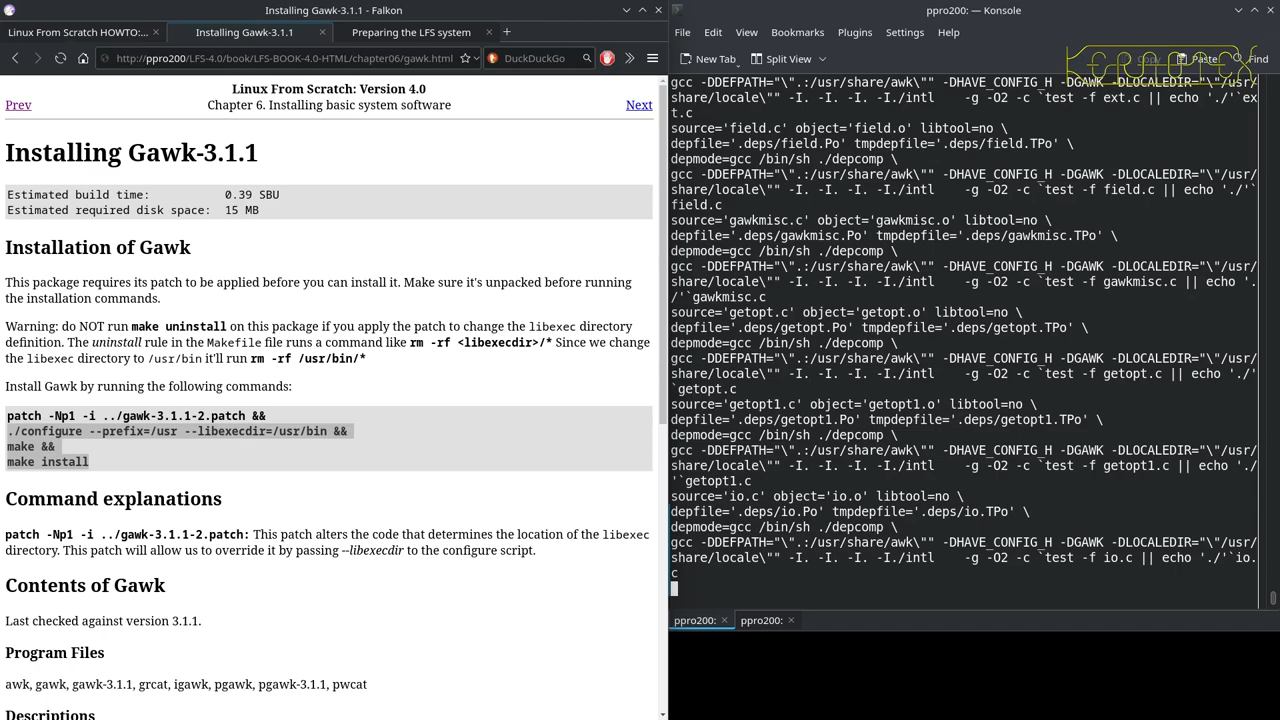 Installing Gawk-3.1.1 - Falkon
Linux From Scratch HOWTO:...
Installing Gawk-3.1.1
Preparing the LFS system
http://ppro200/LFS-4.0/book/LFS-BOOK-4.0-HTML/chapter06/gawk.html
DuckDuckGo
Linux From Scratch: Version 4.0
Prev
Chapter 6. Installing basic system software
Next
Installing Gawk-3.1.1
Estimated build time: 0.39 SBU
Estimated required disk space: 15 MB
Installation of Gawk
This package requires its patch to be applied before you can install it. Make sure it's unpacked before running
the installation commands.
Warning: do NOT run make uninstall on this package if you apply the patch to change the libexec directory
definition. The uninstall rule in the Makefile file runs a command like rm -rf <libexecdir>/* Since we change
the libexec directory to /usr/bin it'll run rm -rf /usr/bin/*
Install Gawk by running the following commands:
patch -Np1 -i ../gawk-3.1.1-2.patch &&
./configure --prefix=/usr --libexecdir=/usr/bin &&
make &&
make install
Command explanations
patch -Np1 -i ../gawk-3.1.1-2.patch: This patch alters the code that determines the location of the libexec
directory. This patch will allow us to override it by passing --libexecdir to the configure script.
Contents of Gawk
Last checked against version 3.1.1.
Program Files
awk, gawk, gawk-3.1.1, grcat, igawk, pgawk, pgawk-3.1.1, pwcat
Descriptions
ppro200: — Konsole
File Edit View Bookmarks Plugins Settings Help
New Tab Split View Copy Paste Find
gcc -DDEFPATH="\".:/usr/share/awk\"" -DHAVE_CONFIG_H -DGAWK -DLOCALEDIR="\"/usr/
share/locale\"" -I. -I. -I./intl    -g -O2 -c `test -f ext.c || echo './'`ex
t.c
source='field.c' object='field.o' libtool=no \
depfile='.deps/field.Po' tmpdepfile='.deps/field.TPo' \
depmode=gcc /bin/sh ./depcomp \
gcc -DDEFPATH="\".:/usr/share/awk\"" -DHAVE_CONFIG_H -DGAWK -DLOCALEDIR="\"/usr/
share/locale\"" -I. -I. -I./intl    -g -O2 -c `test -f field.c || echo './'`
field.c
source='gawkmisc.c' object='gawkmisc.o' libtool=no \
depfile='.deps/gawkmisc.Po' tmpdepfile='.deps/gawkmisc.TPo' \
depmode=gcc /bin/sh ./depcomp \
gcc -DDEFPATH="\".:/usr/share/awk\"" -DHAVE_CONFIG_H -DGAWK -DLOCALEDIR="\"/usr/
share/locale\"" -I. -I. -I./intl    -g -O2 -c `test -f gawkmisc.c || echo '.
/'`gawkmisc.c
source='getopt.c' object='getopt.o' libtool=no \
depfile='.deps/getopt.Po' tmpdepfile='.deps/getopt.TPo' \
depmode=gcc /bin/sh ./depcomp \
gcc -DDEFPATH="\".:/usr/share/awk\"" -DHAVE_CONFIG_H -DGAWK -DLOCALEDIR="\"/usr/
share/locale\"" -I. -I. -I./intl    -g -O2 -c `test -f getopt.c || echo './'
`getopt.c
source='getopt1.c' object='getopt1.o' libtool=no \
depfile='.deps/getopt1.Po' tmpdepfile='.deps/getopt1.TPo' \
depmode=gcc /bin/sh ./depcomp \
gcc -DDEFPATH="\".:/usr/share/awk\"" -DHAVE_CONFIG_H -DGAWK -DLOCALEDIR="\"/usr/
share/locale\"" -I. -I. -I./intl    -g -O2 -c `test -f getopt1.c || echo './
'`getopt1.c
source='io.c' object='io.o' libtool=no \
depfile='.deps/io.Po' tmpdepfile='.deps/io.TPo' \
depmode=gcc /bin/sh ./depcomp \
gcc -DDEFPATH="\".:/usr/share/awk\"" -DHAVE_CONFIG_H -DGAWK -DLOCALEDIR="\"/usr/
share/locale\"" -I. -I. -I./intl    -g -O2 -c `test -f io.c || echo './'`io.
c
ppro200: ppro200: